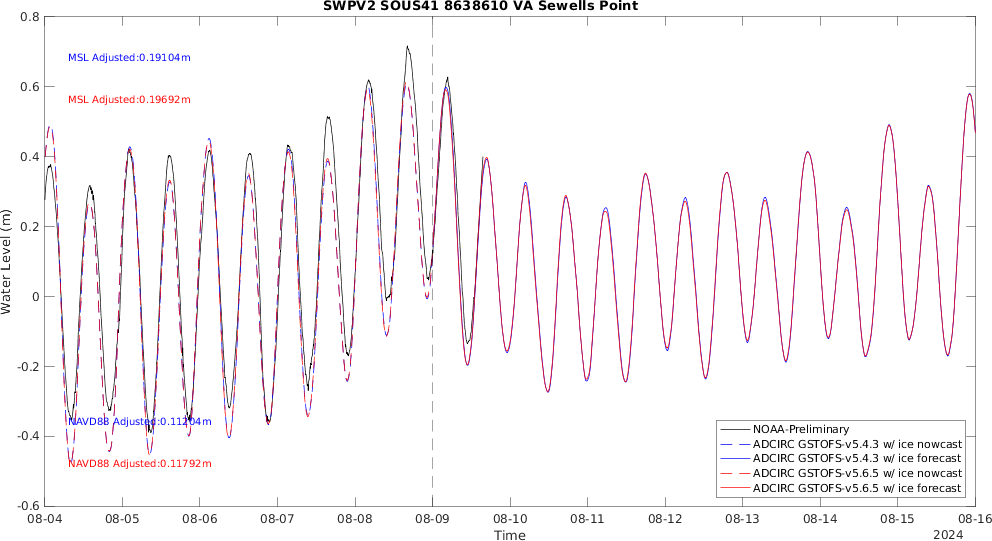 SWPV2 SOUS41 8638610 VA Sewells Point
0.8
0.6
0.4
0.2
0
-0.2
-0.4
-0.6
Water Level (m)
MSL Adjusted:0.19104m
MSL Adjusted:0.19692m
NAVD88 Adjusted:0.11204m
NAVD88 Adjusted:0.11792m
NOAA-Preliminary
ADCIRC GSTOFS-v5.4.3 w/ ice nowcast
ADCIRC GSTOFS-v5.4.3 w/ ice forecast
ADCIRC GSTOFS-v5.6.5 w/ ice nowcast
ADCIRC GSTOFS-v5.6.5 w/ ice forecast
08-04 08-05 08-06 08-07 08-08 08-09 08-10 08-11 08-12 08-13 08-14 08-15 08-16
Time
2024